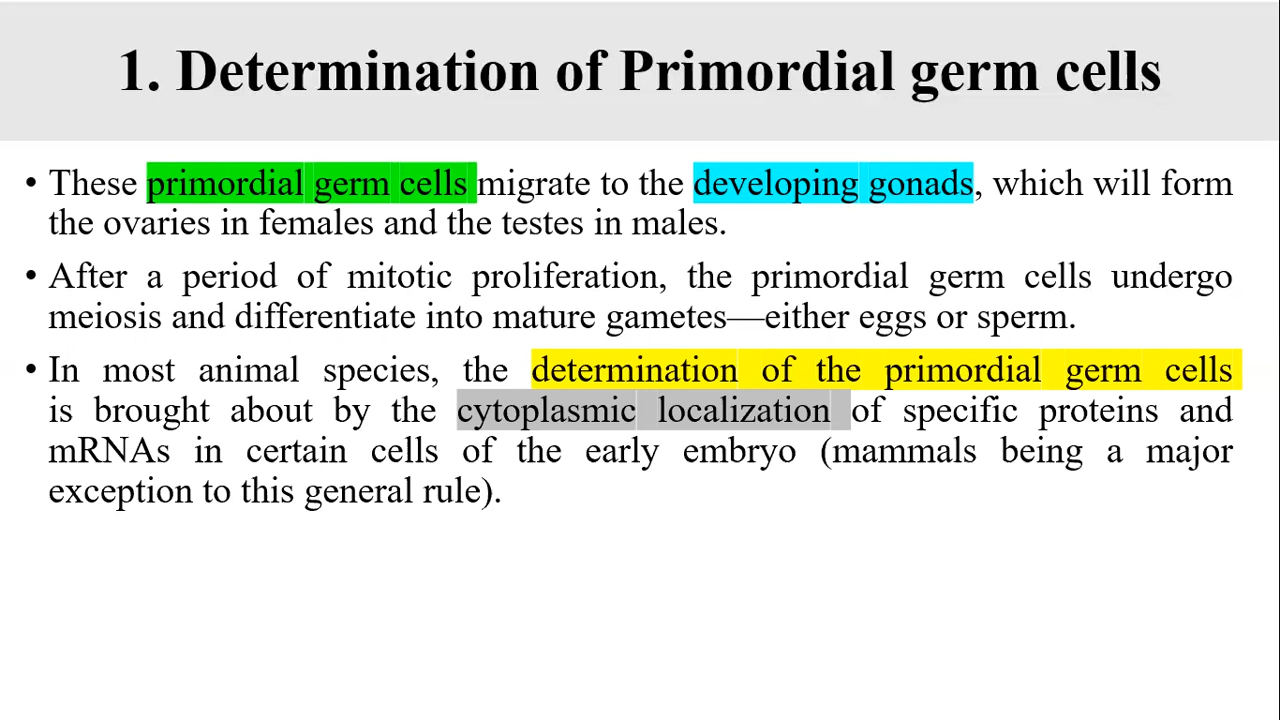 1. Determination of Primordial germ cells
• These primordial germ cells migrate to the developing gonads, which will form
the ovaries in females and the testes in males.
• After a period of mitotic proliferation, the primordial germ cells undergo
meiosis and differentiate into mature gametes—either eggs or sperm.
• In most animal species, the determination of the primordial germ cells
is brought about by the cytoplasmic localization of specific proteins and
mRNAs in certain cells of the early embryo (mammals being a major
exception to this general rule).